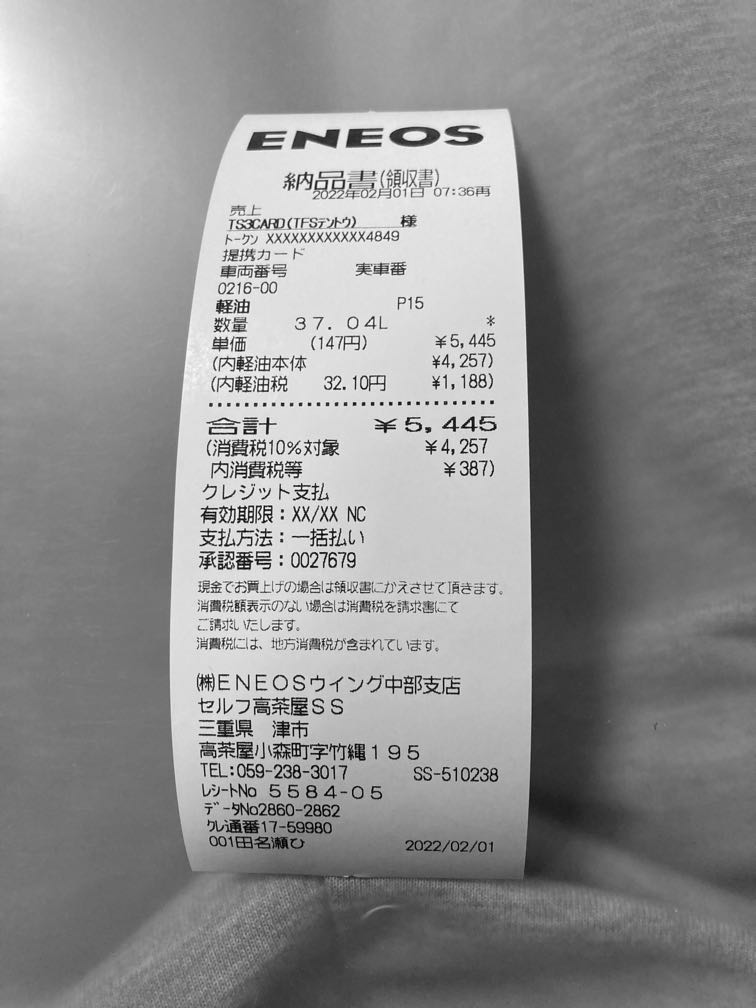 ENEOS
納品書(領収書)
2022年02月01日 07:36再
売上
TS3CARD(TFSテントウ) 様
トークン XXXXXXXXXXXX4849
提携カード
車両番号 実車番
0216-00
軽油 P15
数量 37.04L *
単価 (147円) ¥5,445
(内軽油本体 ¥4,257)
(内軽油税 32.10円 ¥1,188)
合計 ¥5,445
(消費税10%対象 ¥4,257
内消費税等 ¥387)
クレジット支払
有効期限:XX/XX NC
支払方法:一括払い
承認番号:0027679
現金でお買上げの場合は領収書にかえさせて頂きます。
消費税額表示のない場合は消費税を請求書にて
ご請求いたします。
消費税には、地方消費税が含まれています。
㈱ENEOSウイング中部支店
セルフ高茶屋SS
三重県 津市
高茶屋小森町字竹縄195
TEL:059-238-3017 SS-510238
レシートNo 5584-05
データNo2860-2862
クレ通番17-59980
001田名瀬ひ 2022/02/01